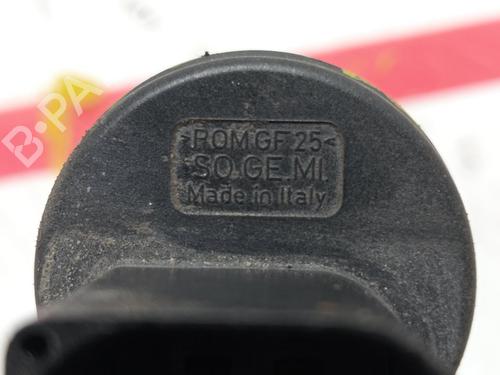 >POM GF 25<
SO.GE.MI.
Made in Italy
B-PA